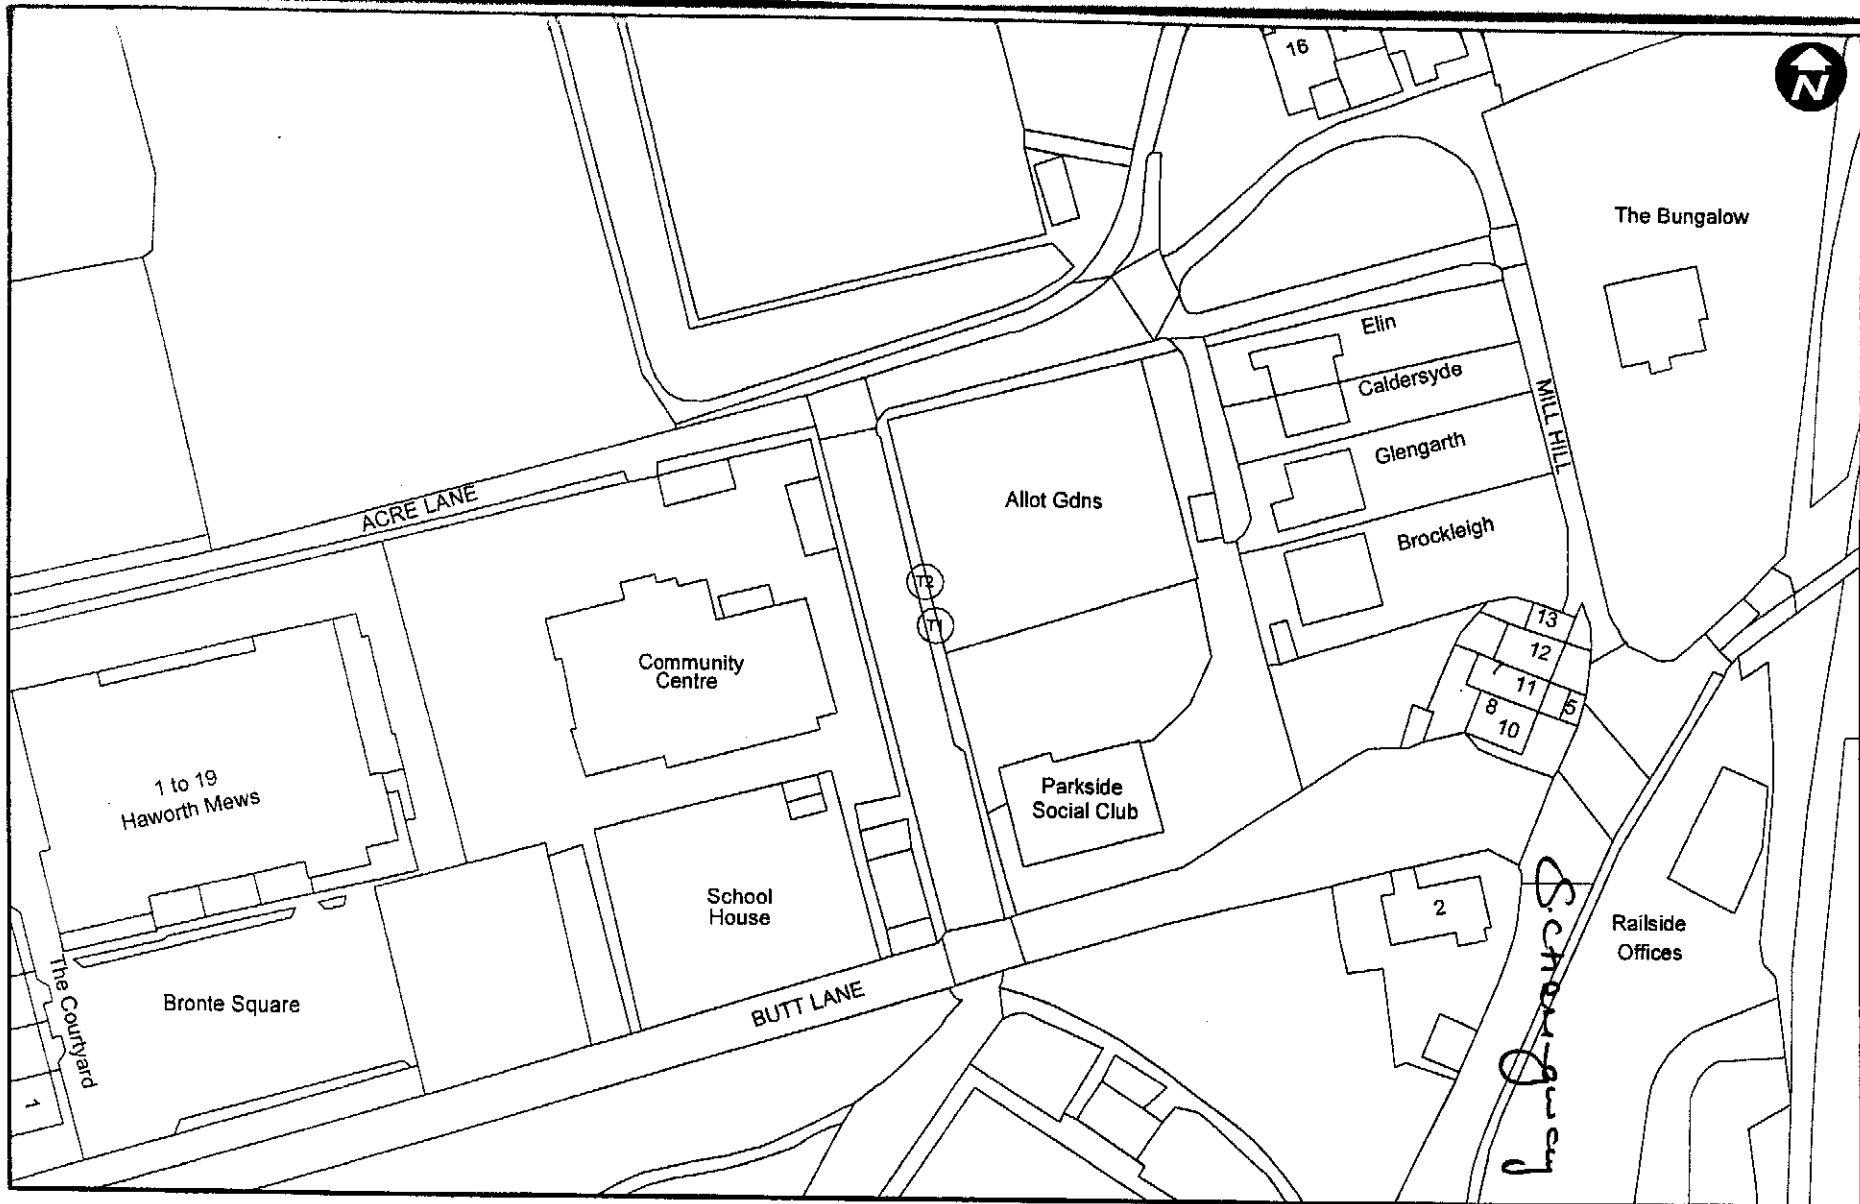 16
N
The Bungalow
Elin
Caldersyde
MILL HILL
Glengarth
Allot Gdns
ACRE LANE
Brockleigh
T2
T1
13
12
7
11
5
8
10
Community
Centre
1 to 19
Haworth Mews
Parkside
Social Club
School
House
2
Railside
Offices
The Courtyard
Bronte Square
BUTT LANE
1